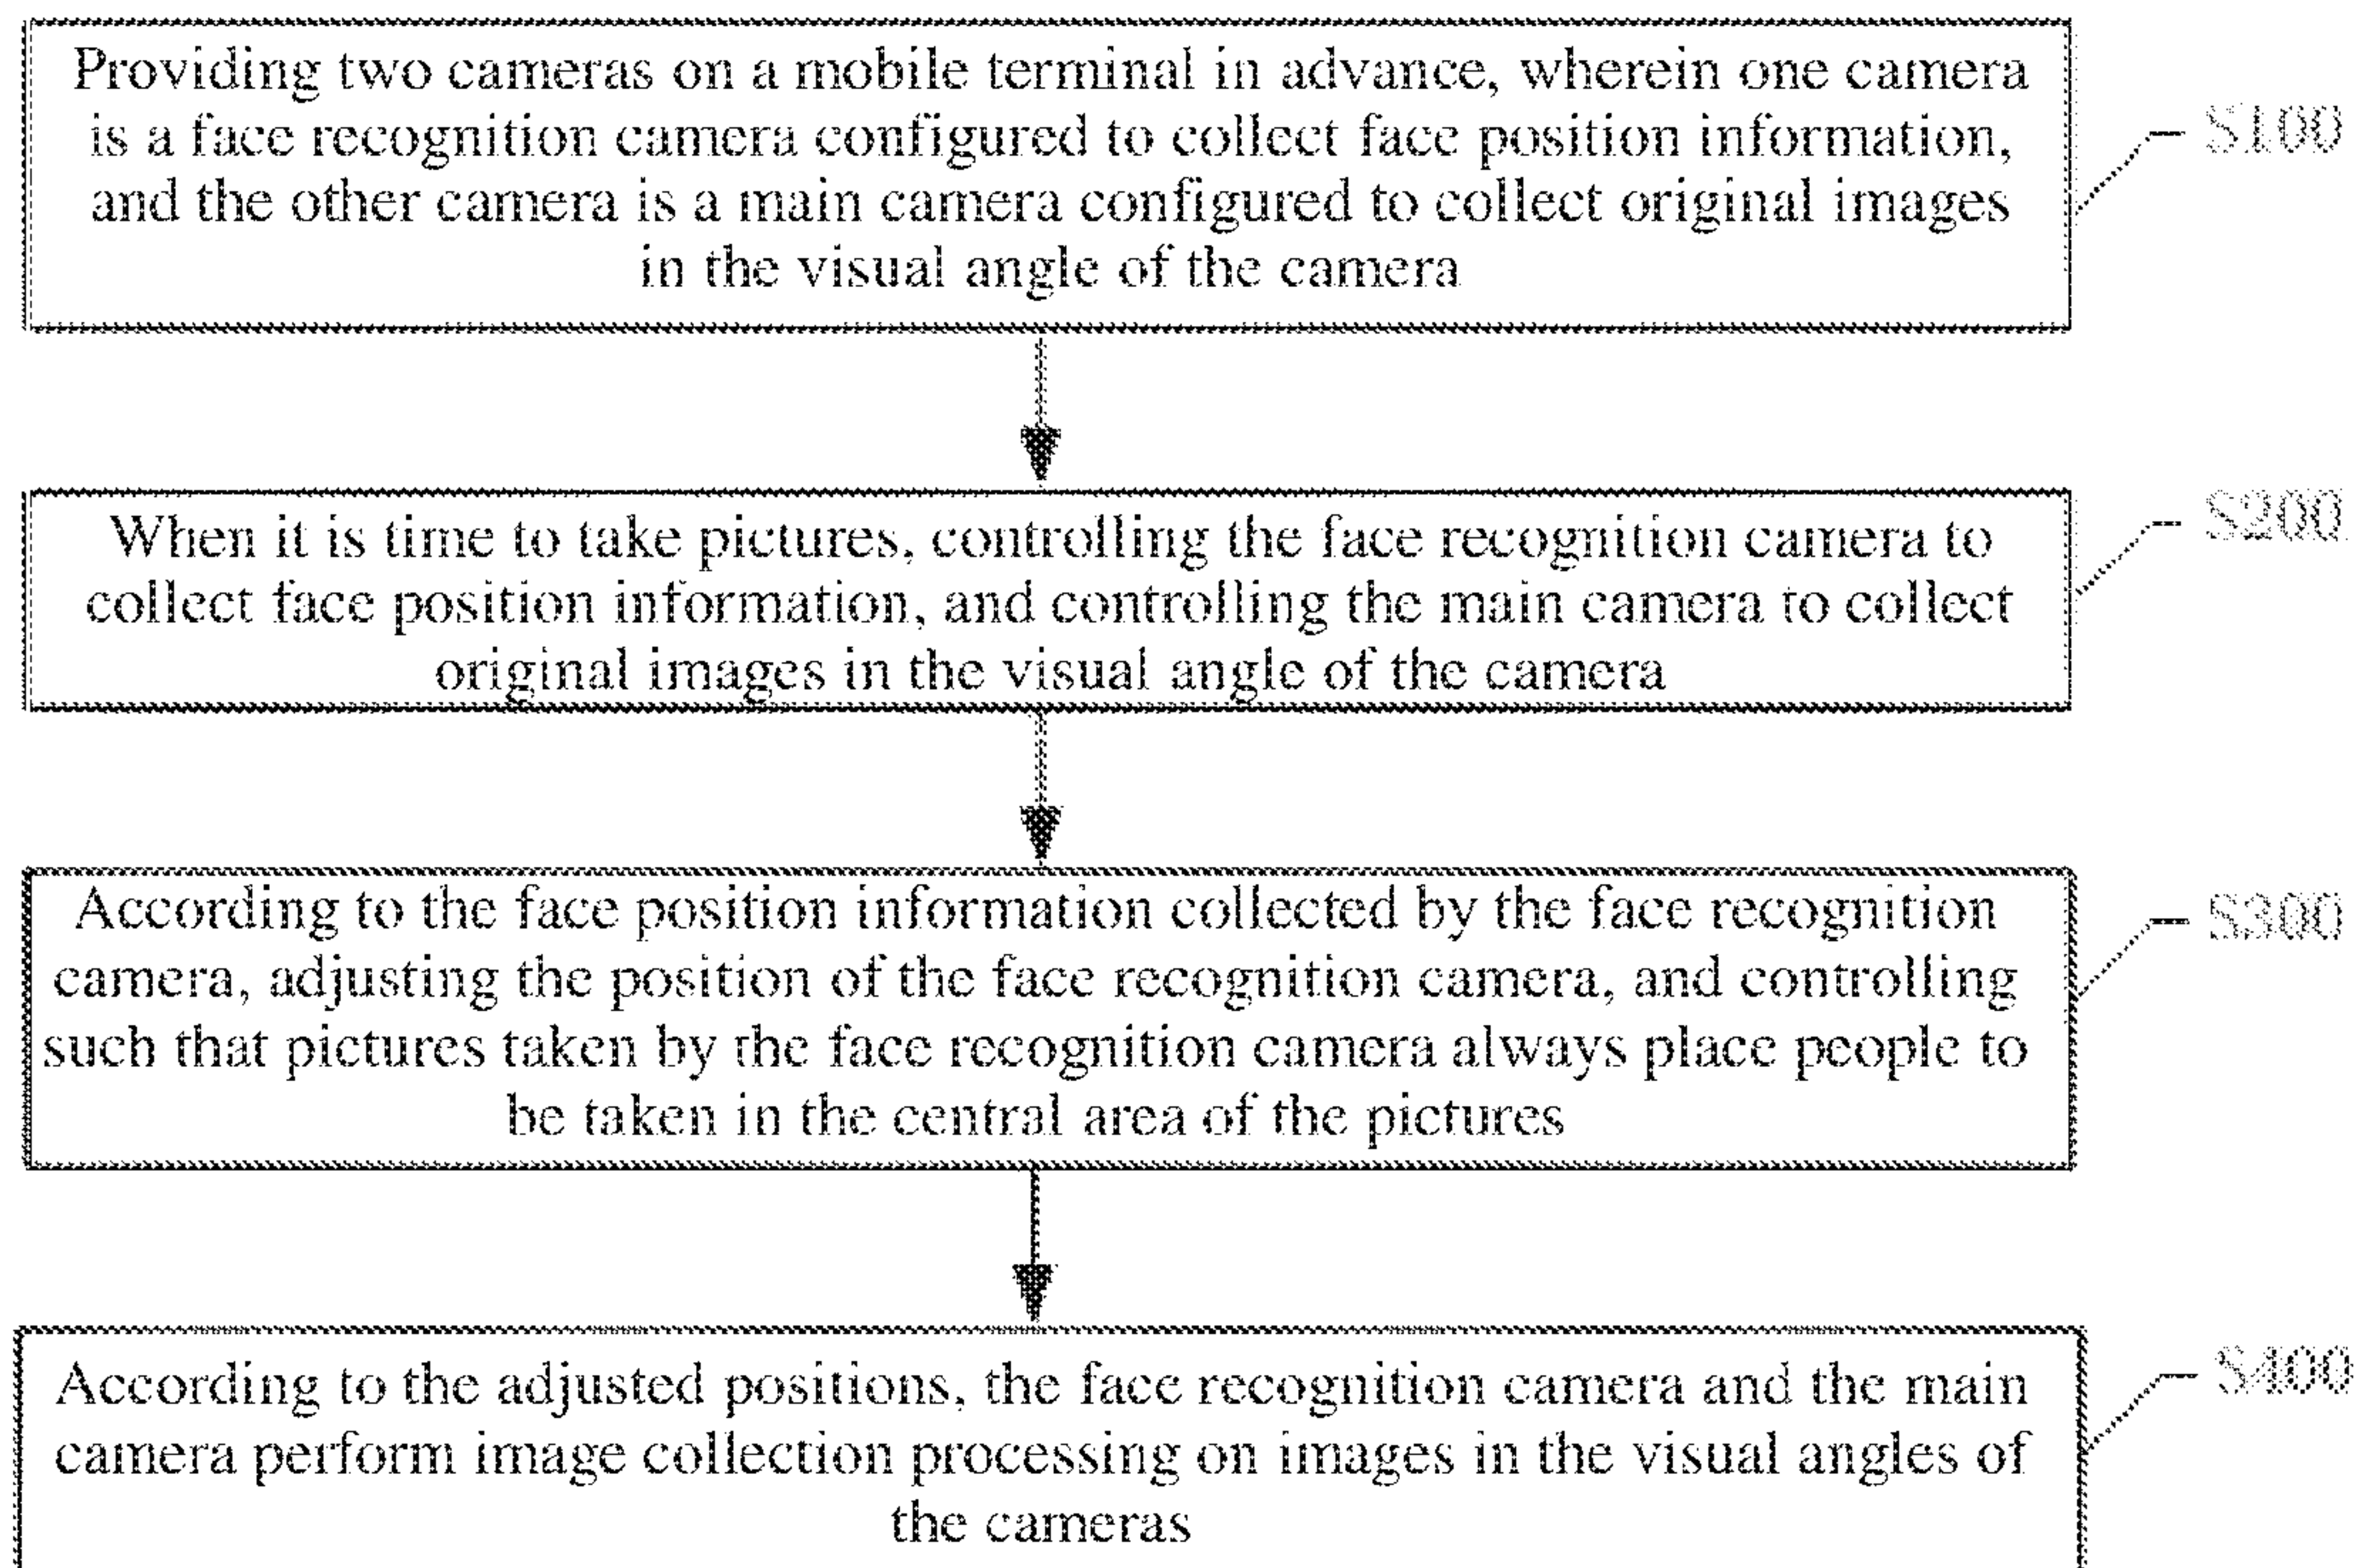 Providing two cameras on a mobile terminal in advance, wherein one camera
is a face recognition camera configured to collect face position information,
and the other camera is a main camera configured to collect original images
in the visual angle of the camera
S100
When it is time to take pictures, controlling the face recognition camera to
collect face position information, and controlling the main camera to collect
original images in the visual angle of the camera
S200
According to the face position information collected by the face recognition
camera, adjusting the position of the face recognition camera, and controlling
such that pictures taken by the face recognition camera always place people to
be taken in the central area of the pictures
S300
According to the adjusted positions, the face recognition camera and the main
camera perform image collection processing on images in the visual angles of
the cameras
S400